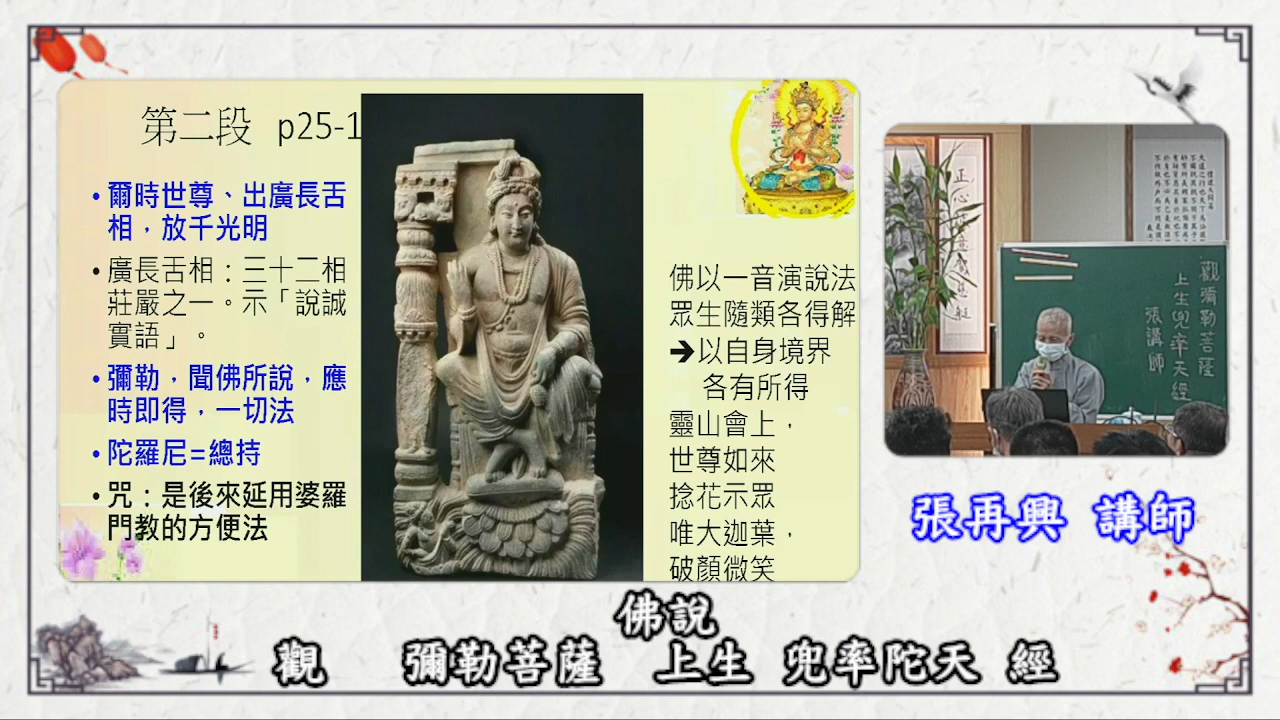 第二段 p25-1
•爾時世尊、出廣長舌
相，放千光明
•廣長舌相：三十二相
莊嚴之一。示「說誠
實語」。
•彌勒，聞佛所說，應
時即得，一切法
•陀羅尼=總持
•咒：是後來延用婆羅
門教的方便法
佛以一音演說法
眾生隨類各得解
➔以自身境界
各有所得
靈山會上，
世尊如來
捻花示眾
唯大迦葉，
破顏微笑
觀彌勒菩薩
上生兜率天經
張講師
張再興 講師
佛說
觀 彌勒菩薩 上生 兜率陀天 經